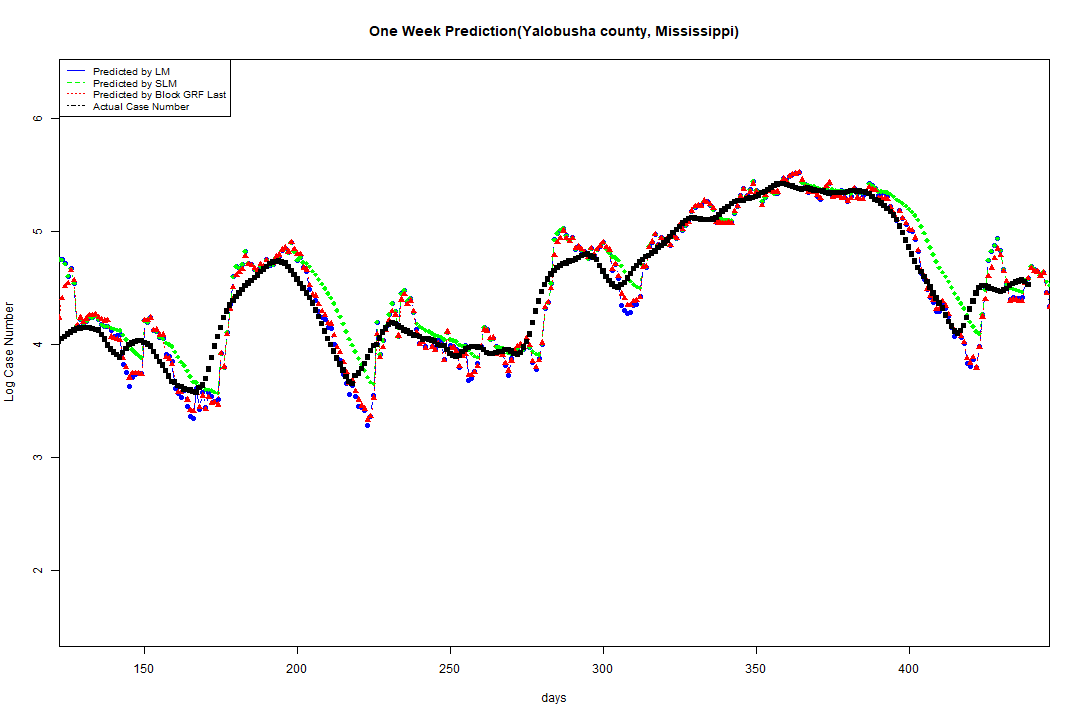 One Week Prediction(Yalobusha county, Mississippi)
Predicted by LM
Predicted by SLM
Predicted by Block GRF Last
Actual Case Number
6
5
4
3
2
Log Case Number
150 200 250 300 350 400
days